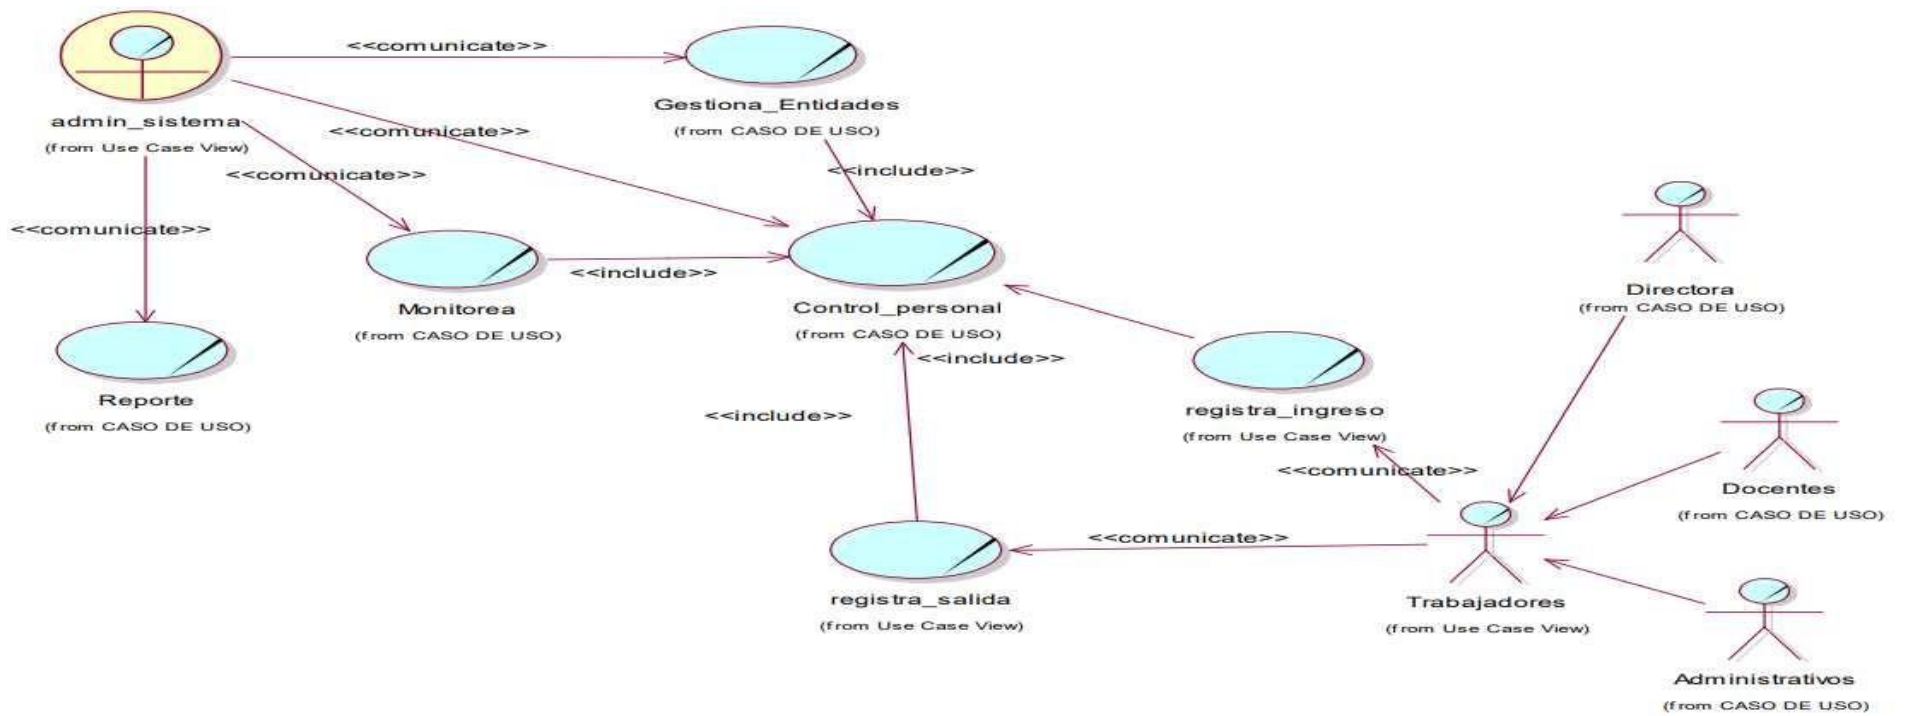 <<comunicate>>
Gestiona_Entidades
(from CASO DE USO)
admin_sistema
(from Use Case View)
<<comunicate>>
<<comunicate>>
<<include>>
<<comunicate>>
Monitorea
(from CASO DE USO)
<<include>>
Control_personal
(from CASO DE USO)
<<include>>
Directora
(from CASO DE USO)
Reporte
(from CASO DE USO)
<<include>>
registra_ingreso
(from Use Case View)
<<comunicate>>
Docentes
(from CASO DE USO)
<<comunicate>>
registra_salida
(from Use Case View)
Trabajadores
(from Use Case View)
Administrativos
(from CASO DE USO)